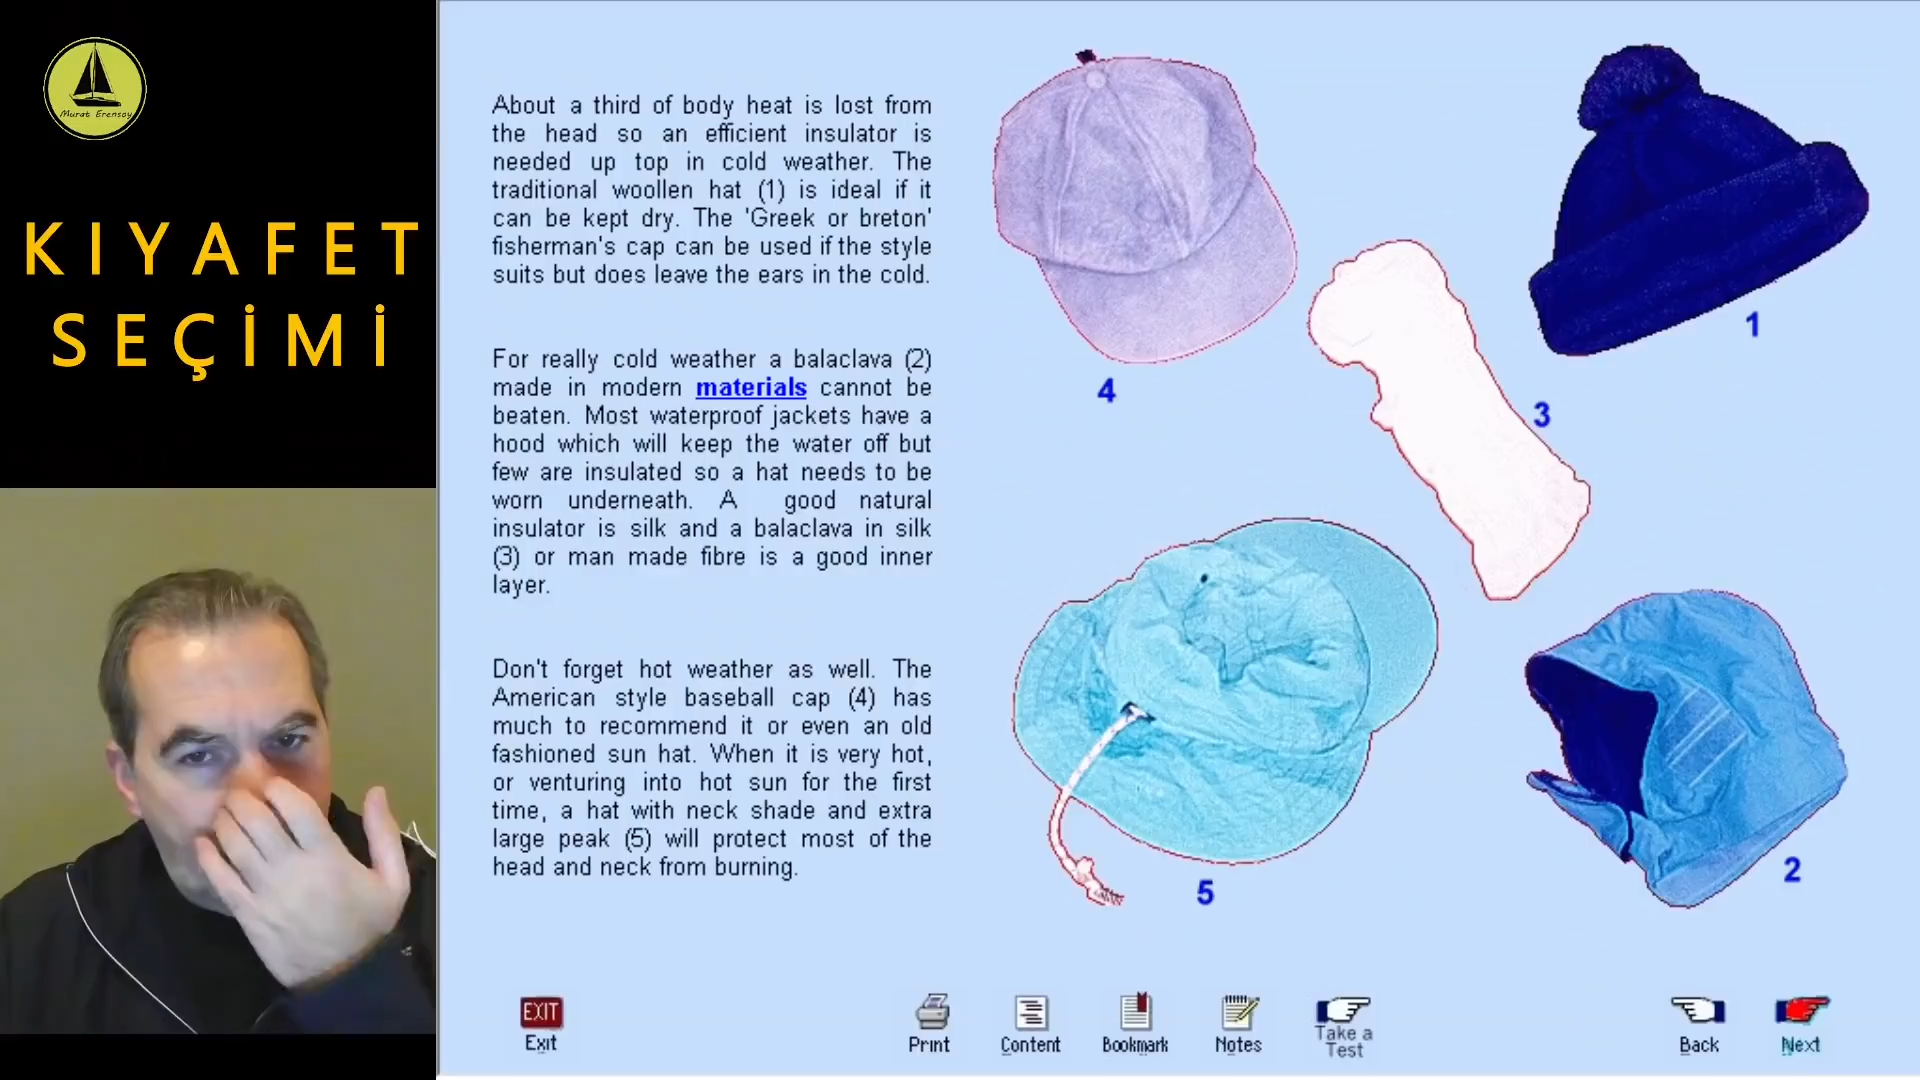 Murat Erensoy
KIYAFET
SEÇİMİ
About a third of body heat is lost from
the head so an efficient insulator is
needed up top in cold weather. The
traditional woollen hat (1) is ideal if it
can be kept dry. The 'Greek or breton'
fisherman's cap can be used if the style
suits but does leave the ears in the cold.
For really cold weather a balaclava (2)
made in modern materials cannot be
beaten. Most waterproof jackets have a
hood which will keep the water off but
few are insulated so a hat needs to be
worn underneath. A good natural
insulator is silk and a balaclava in silk
(3) or man made fibre is a good inner
layer.
Don't forget hot weather as well. The
American style baseball cap (4) has
much to recommend it or even an old
fashioned sun hat. When it is very hot,
or venturing into hot sun for the first
time, a hat with neck shade and extra
large peak (5) will protect most of the
head and neck from burning.
1
4
3
2
5
EXIT
Exit
Print
Content
Bookmark
Notes
Take a
Test
Back
Next